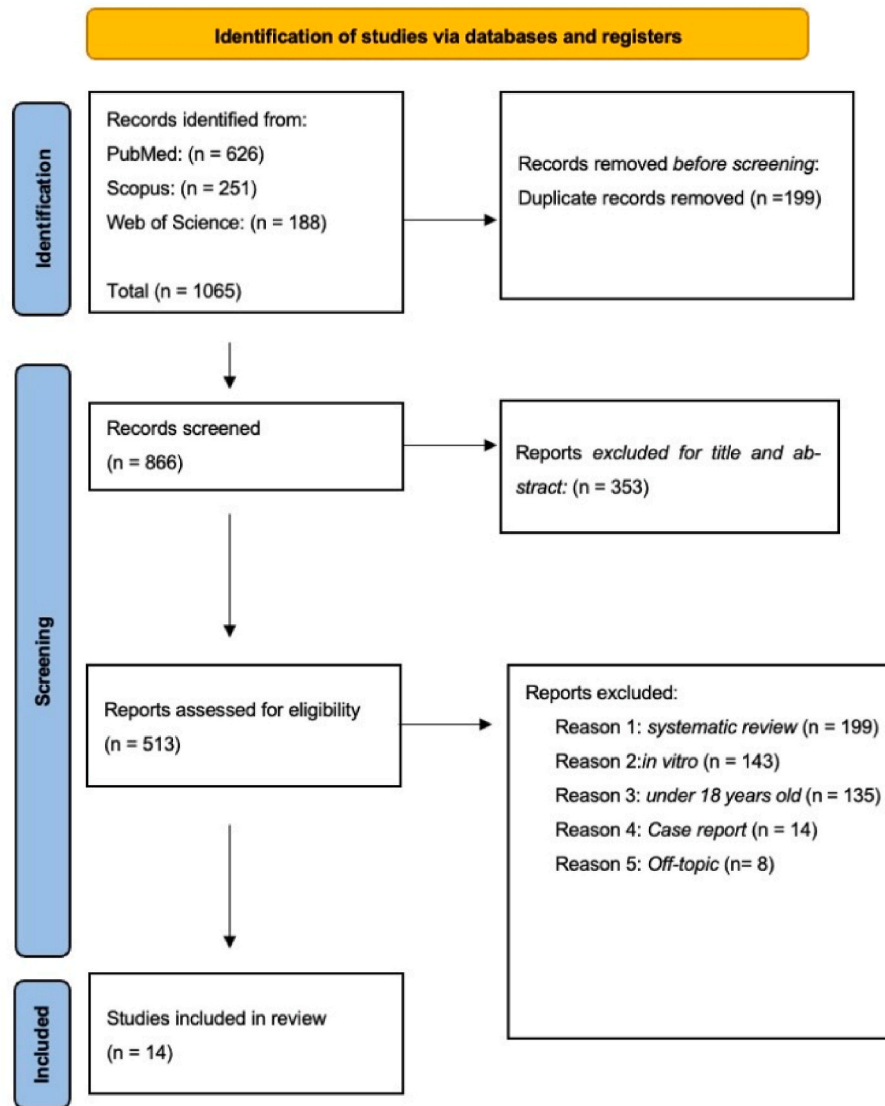 Identification of studies via databases and registers
Identification
Records identified from:
PubMed: (n = 626)
Scopus: (n = 251)
Web of Science: (n = 188)
Total (n = 1065)
Records removed before screening:
Duplicate records removed (n =199)
Screening
Records screened
(n = 866)
Reports excluded for title and ab-
stract: (n = 353)
Reports assessed for eligibility
(n = 513)
Reports excluded:
Reason 1: systematic review (n = 199)
Reason 2:in vitro (n = 143)
Reason 3: under 18 years old (n = 135)
Reason 4: Case report (n = 14)
Reason 5: Off-topic (n= 8)
Included
Studies included in review
(n = 14)